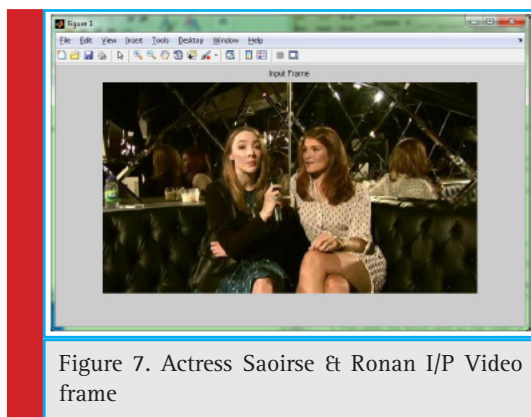 Figure 1
File Edit View Insert Tools Desktop Window Help
Input Frame
Figure 7. Actress Saoirse & Ronan I/P Video
frame